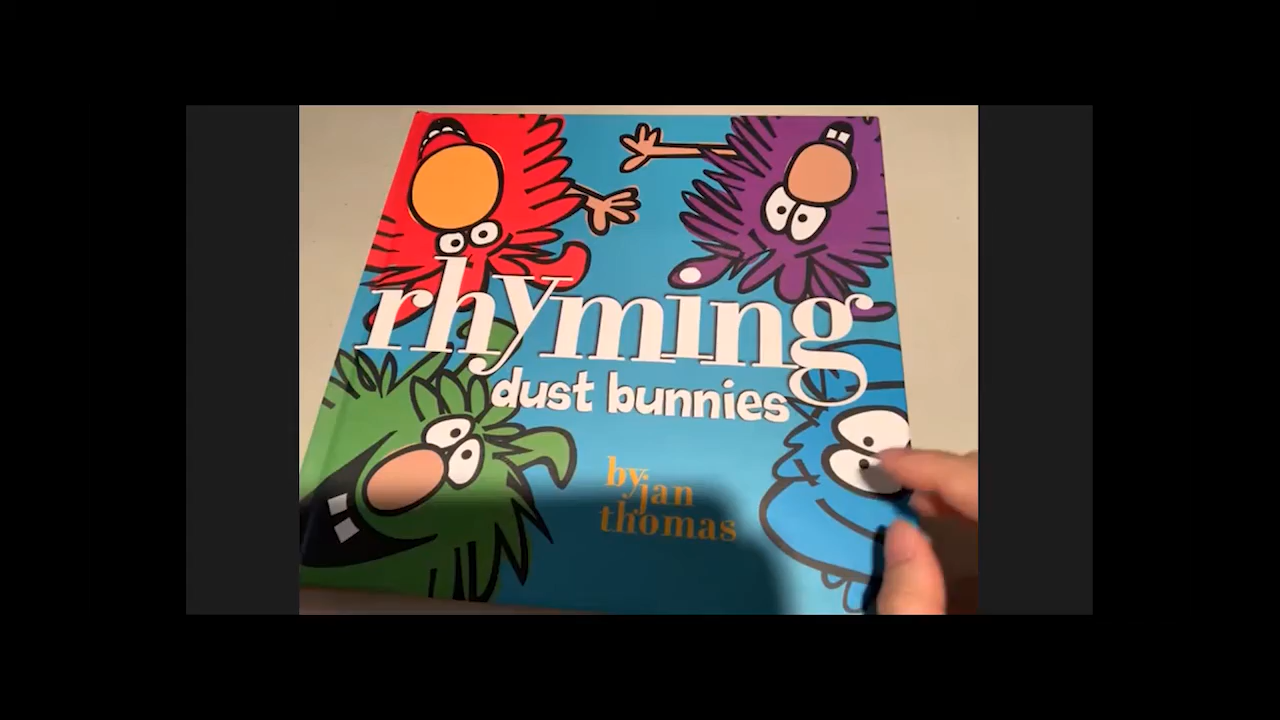 rhyming
dust bunnies
by
jan
thomas